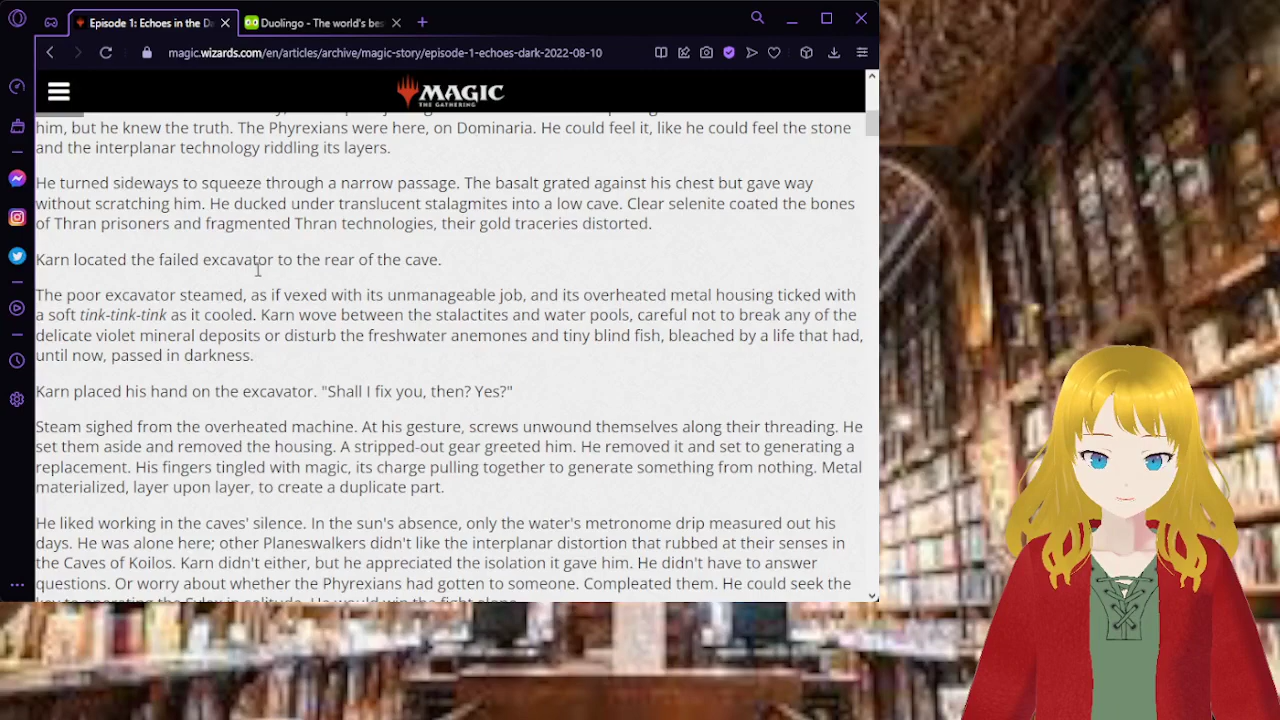 Episode 1: Echoes in the Da
Duolingo - The world's bes
magic.wizards.com/en/articles/archive/magic-story/episode-1-echoes-dark-2022-08-10
MAGIC
THE GATHERING
him, but he knew the truth. The Phyrexians were here, on Dominaria. He could feel it, like he could feel the stone
and the interplanar technology riddling its layers.
He turned sideways to squeeze through a narrow passage. The basalt grated against his chest but gave way
without scratching him. He ducked under translucent stalagmites into a low cave. Clear selenite coated the bones
of Thran prisoners and fragmented Thran technologies, their gold traceries distorted.
Karn located the failed excavator to the rear of the cave.
The poor excavator steamed, as if vexed with its unmanageable job, and its overheated metal housing ticked with
a soft tink-tink-tink as it cooled. Karn wove between the stalactites and water pools, careful not to break any of the
delicate violet mineral deposits or disturb the freshwater anemones and tiny blind fish, bleached by a life that had,
until now, passed in darkness.
Karn placed his hand on the excavator. "Shall I fix you, then? Yes?"
Steam sighed from the overheated machine. At his gesture, screws unwound themselves along their threading. He
set them aside and removed the housing. A stripped-out gear greeted him. He removed it and set to generating a
replacement. His fingers tingled with magic, its charge pulling together to generate something from nothing. Metal
materialized, layer upon layer, to create a duplicate part.
He liked working in the caves' silence. In the sun's absence, only the water's metronome drip measured out his
days. He was alone here; other Planeswalkers didn't like the interplanar distortion that rubbed at their senses in
the Caves of Koilos. Karn didn't either, but he appreciated the isolation it gave him. He didn't have to answer
questions. Or worry about whether the Phyrexian had gotten to someone. Compleated them. He could seek the